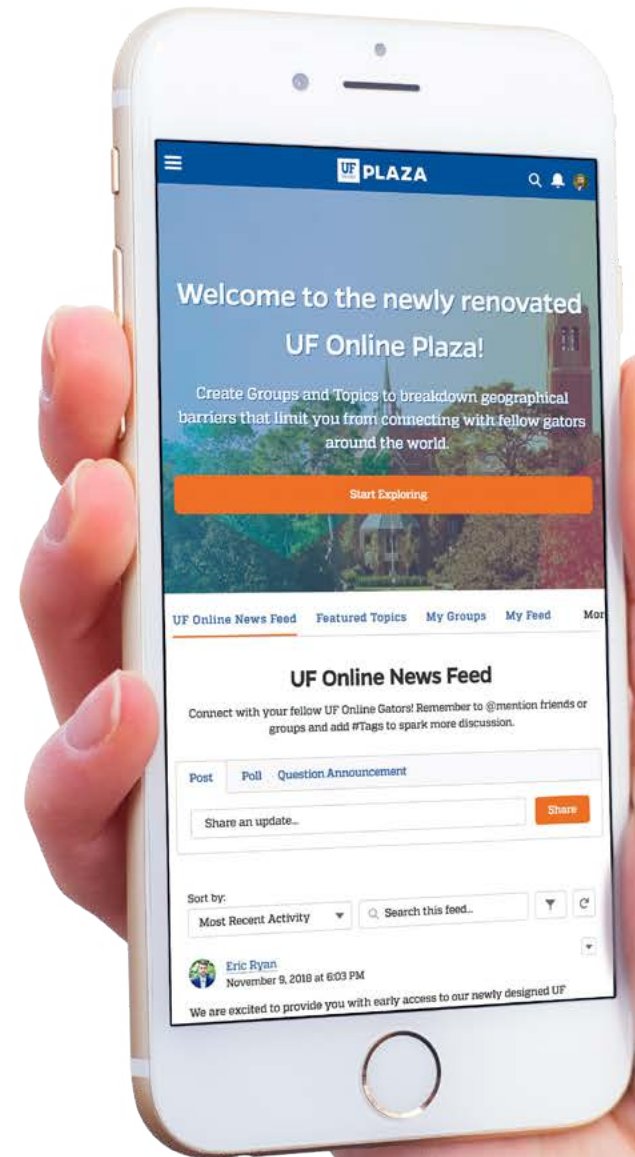 UF PLAZA
Welcome to the newly renovated
UF Online Plaza!
Create Groups and Topics to breakdown geographical
barriers that limit you from connecting with fellow gators
around the world.
Start Exploring
UF Online News Feed Featured Topics My Groups My Feed Mor
UF Online News Feed
Connect with your fellow UF Online Gators! Remember to @mention friends or
groups and add #Tags to spark more discussion.
Post Poll Question Announcement
Share an update... Share
Sort by:
Most Recent Activity Search this feed...
Eric Ryan
November 9, 2018 at 6:03 PM
We are excited to provide you with early access to our newly designed UF